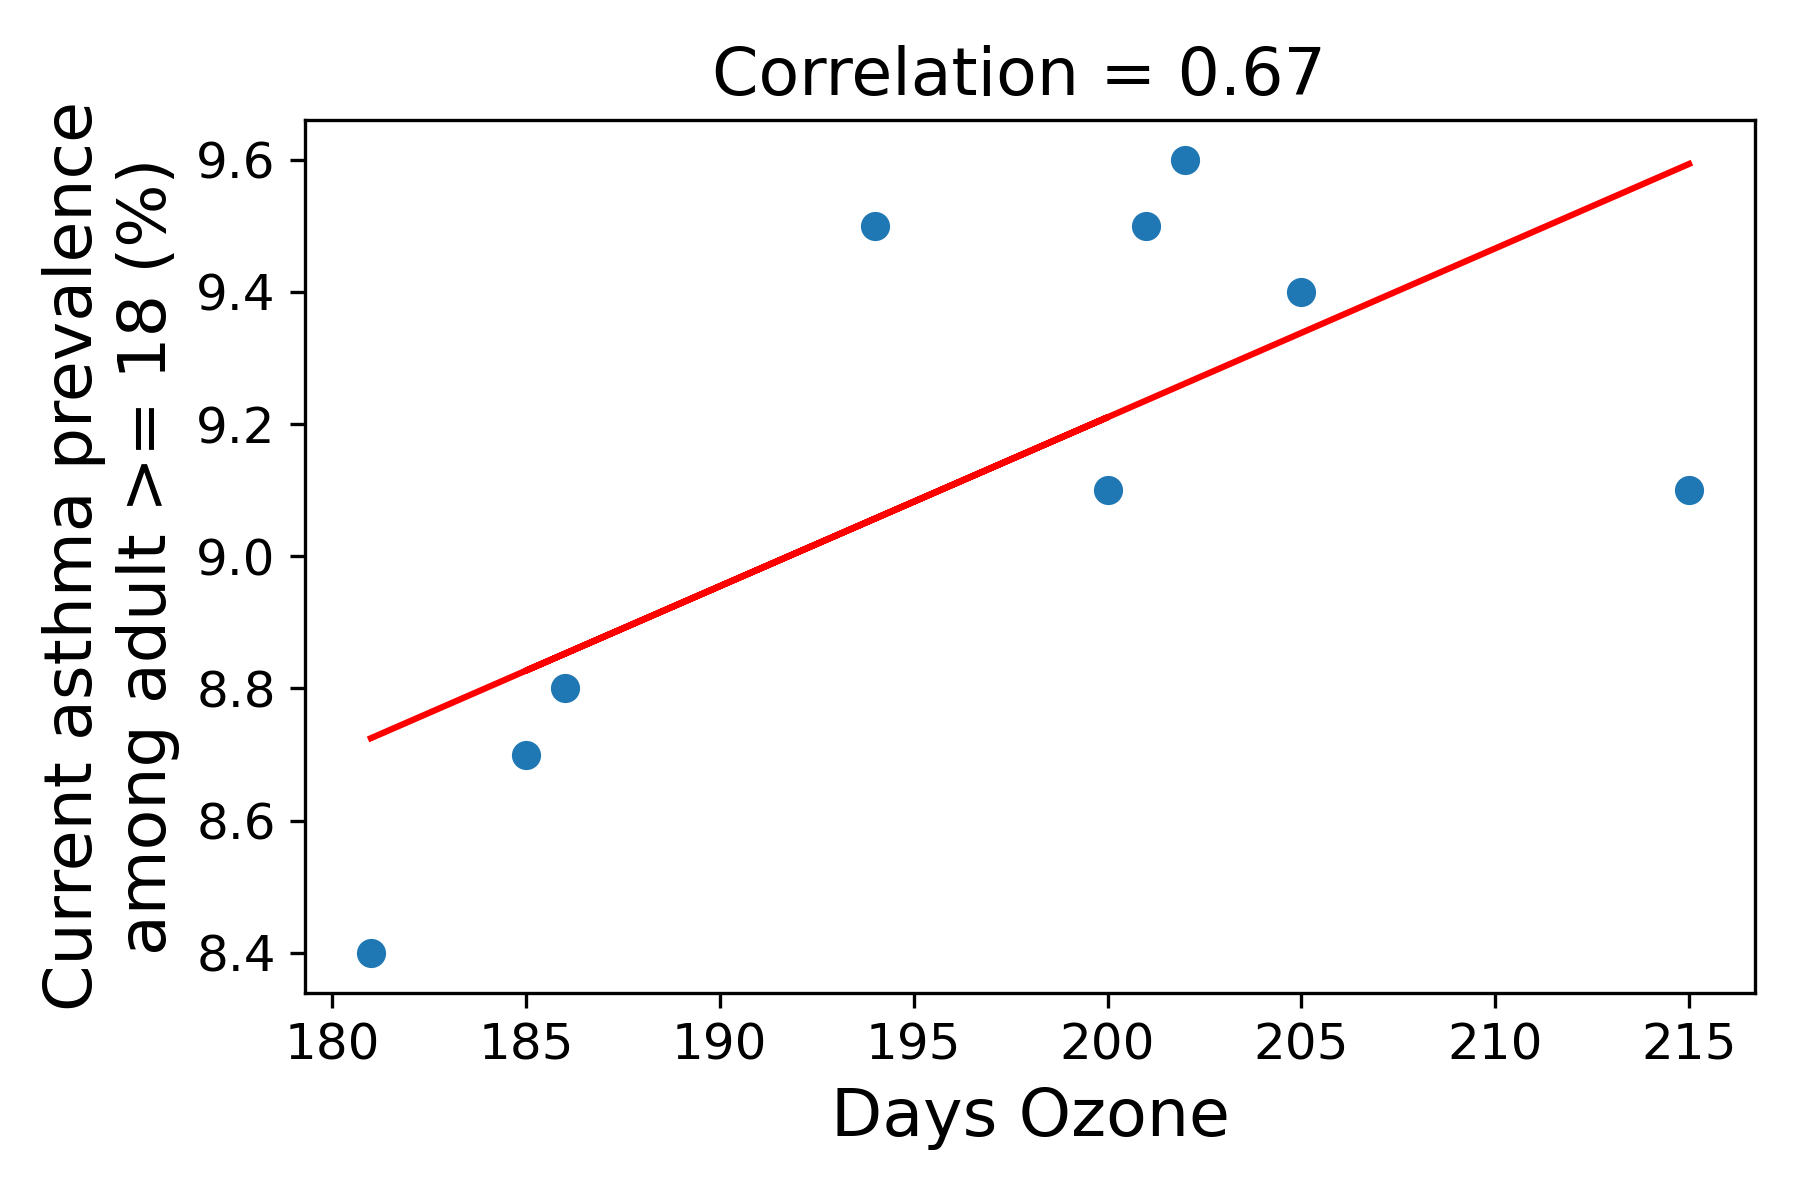 Correlation = 0.67
Current asthma prevalence
among adult >= 18 (%)
9.6
9.4
9.2
9.0
8.8
8.6
8.4
180 185 190 195 200 205 210 215
Days Ozone